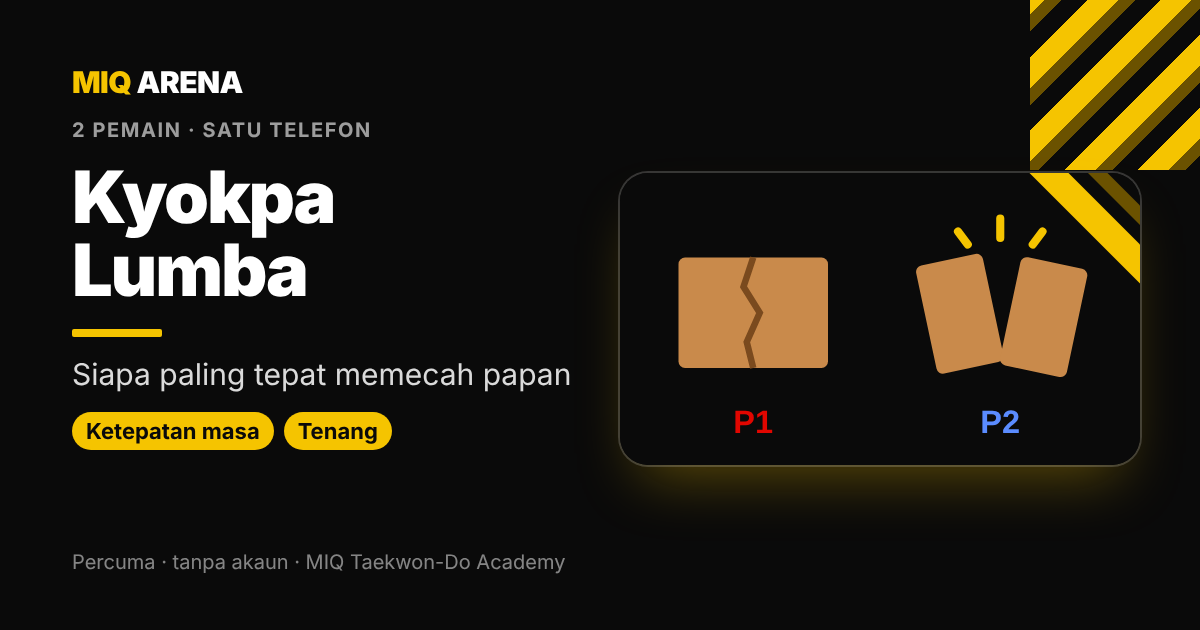 MIQ ARENA
2 PEMAIN · SATU TELEFON
Kyokpa
Lumba
Siapa paling tepat memecah papan
Ketepatan masa Tenang
P1 P2
Percuma · tanpa akaun · MIQ Taekwon-Do Academy